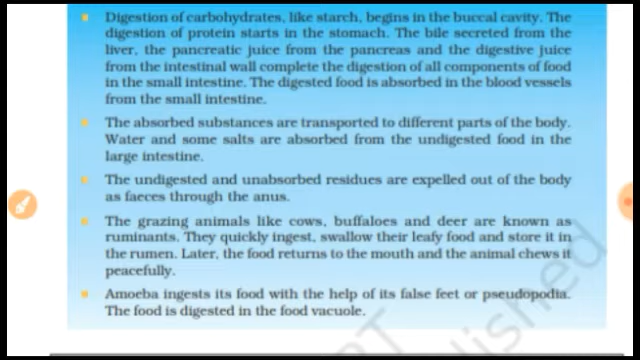 Digestion of carbohydrates, like starch, begins in the buccal cavity. The
digestion of protein starts in the stomach. The bile secreted from the
liver, the pancreatic juice from the pancreas and the digestive juice
from the intestinal wall complete the digestion of all components of food
in the small intestine. The digested food is absorbed in the blood vessels
from the small intestine.
The absorbed substances are transported to different parts of the body.
Water and some salts are absorbed from the undigested food in the
large intestine.
The undigested and unabsorbed residues are expelled out of the body
as faeces through the anus.
The grazing animals like cows, buffaloes and deer are known as
ruminants. They quickly ingest, swallow their leafy food and store it in
the rumen. Later, the food returns to the mouth and the animal chews it
peacefully.
Amoeba ingests its food with the help of its false feet or pseudopodia.
The food is digested in the food vacuole.